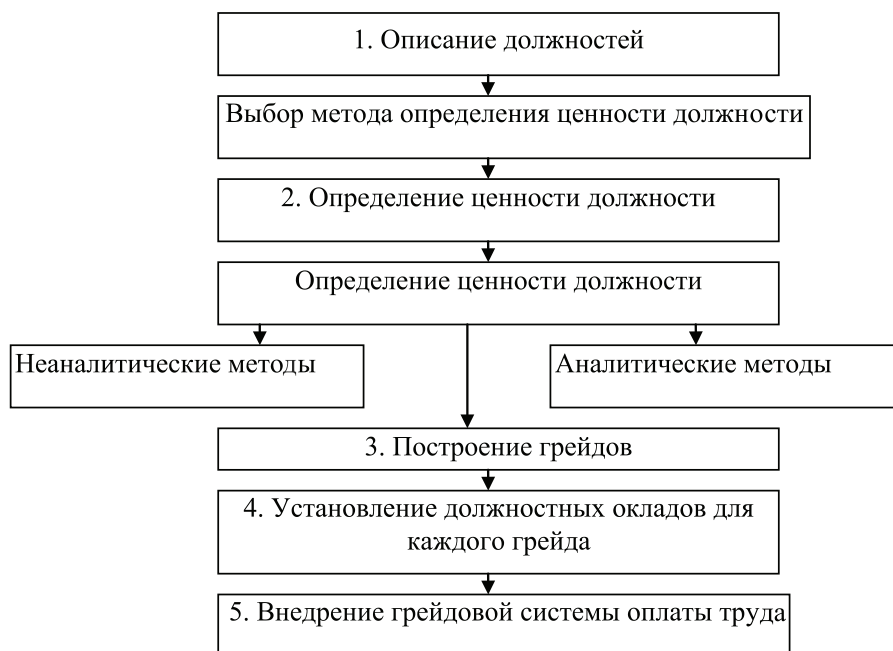 1. Описание должностей
Выбор метода определения ценности должности
2. Определение ценности должности
Определение ценности должности
Неаналитические методы
Аналитические методы
3. Построение грейдов
4. Установление должностных окладов для
каждого грейда
5. Внедрение грейдовой системы оплаты труда